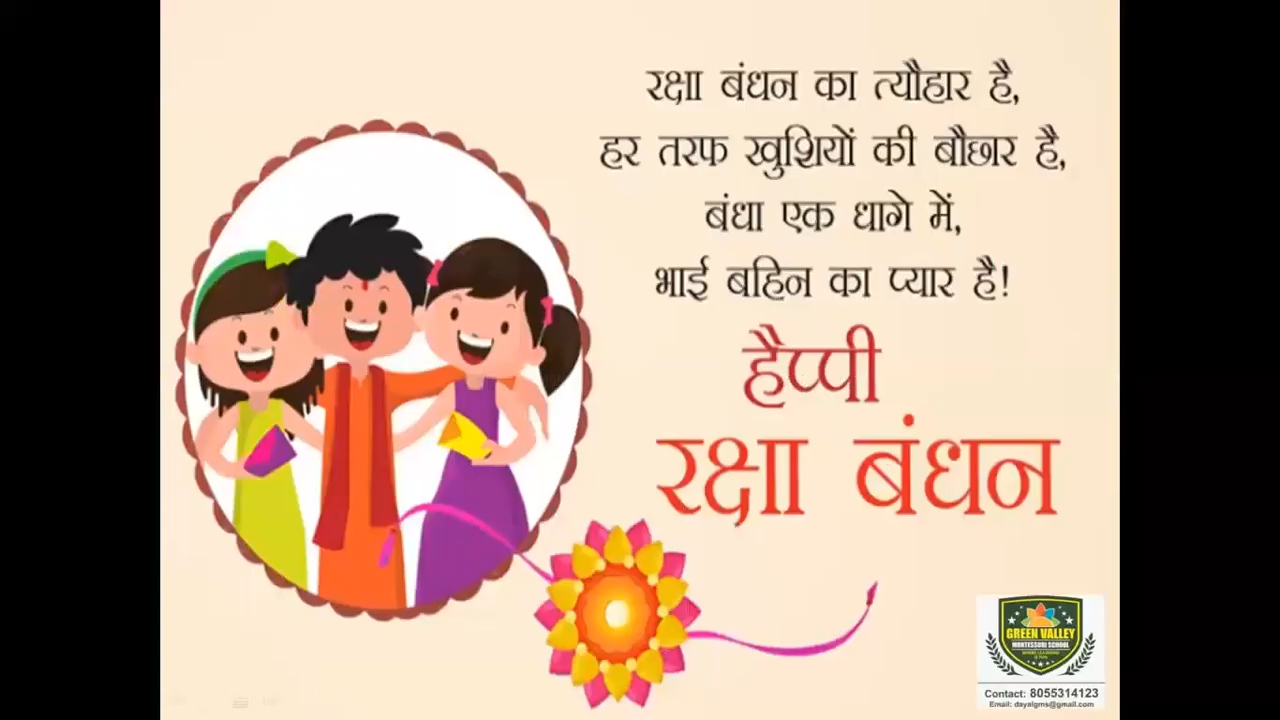 रक्षा बंधन का त्यौहार है,
हर तरफ खुशियों की बौछार है,
बंधा एक धागे में,
भाई बहिन का प्यार है!
हैप्पी
रक्षा बंधन
GREEN VALLEY
MONTESSORI SCHOOL
Contact: 8055314123
Email: dayalgms@gmail.com